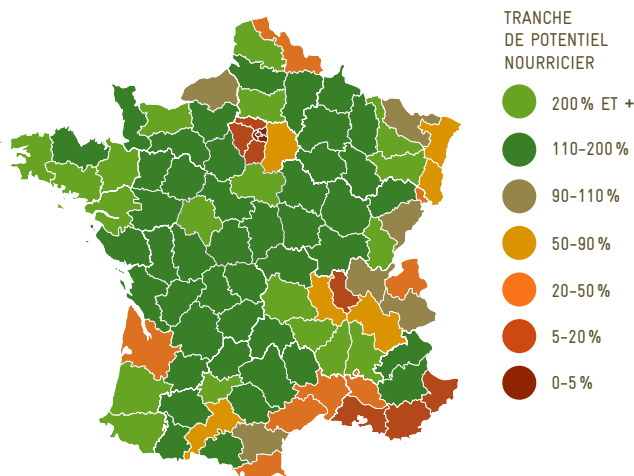 TRANCHE
DE POTENTIEL
NOURRICIER
200 % ET +
110-200 %
90-110 %
50-90 %
20-50 %
5-20 %
0-5 %